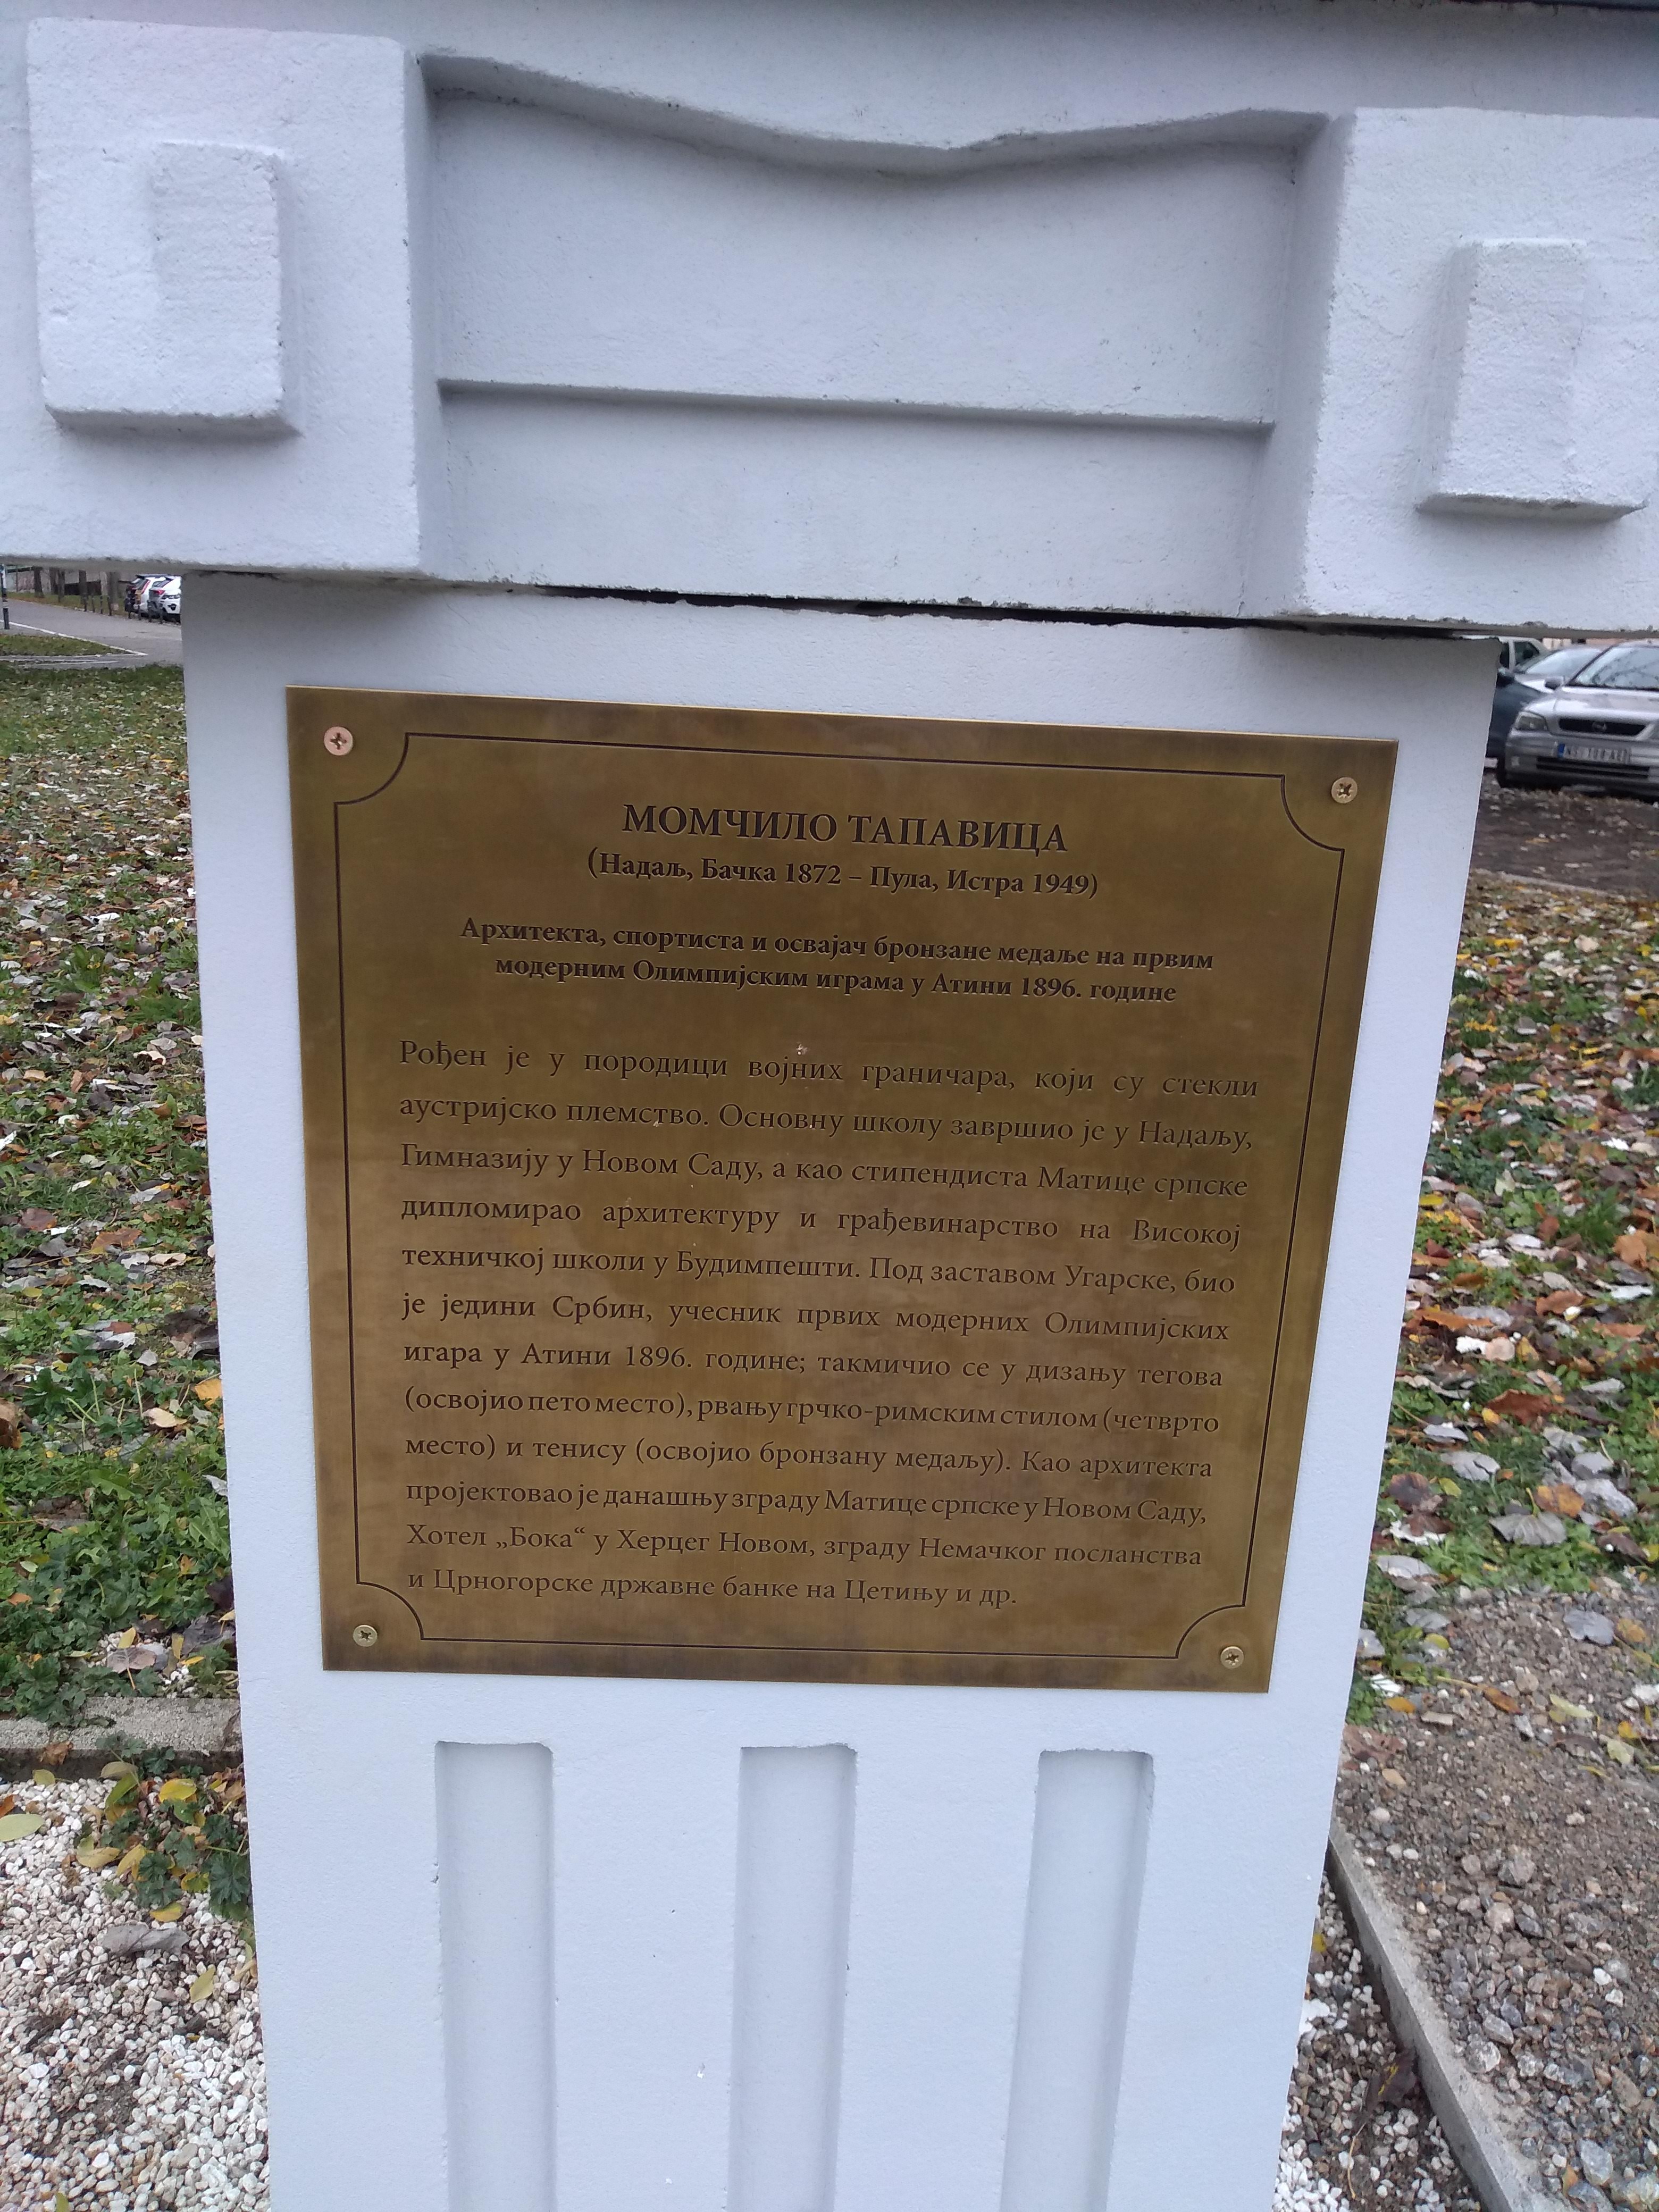 МОМЧИЛО ТАПАВИЦА
(Надаљ, Бачка 1872 – Пула, Истра 1949)
Архитекта, спортиста и освајач бронзане медаље на првим
модерним Олимпијским играма у Атини 1896. године
Рођен је у породици војних граничара, који су стекли
аустријско племство. Основну школу завршио је у Надаљу,
Гимназију у Новом Саду, а као стипендиста Матице српске
дипломирао архитектуру и грађевинарство на Високој
техничкој школи у Будимпешти. Под заставом Угарске, био
је једини Србин, учесник првих модерних Олимпијских
игара у Атини 1896. године; такмичио се у дизању тегова
(освојио пето место), рвању грчко-римским стилом (четврто
место) и тенису (освојио бронзану медаљу). Као архитекта
пројектовао је данашњу зграду Матице српске у Новом Саду,
Хотел „Бока“ у Херцег Новом, зграду Немачког посланства
и Црногорске државне банке на Цетињу и др.